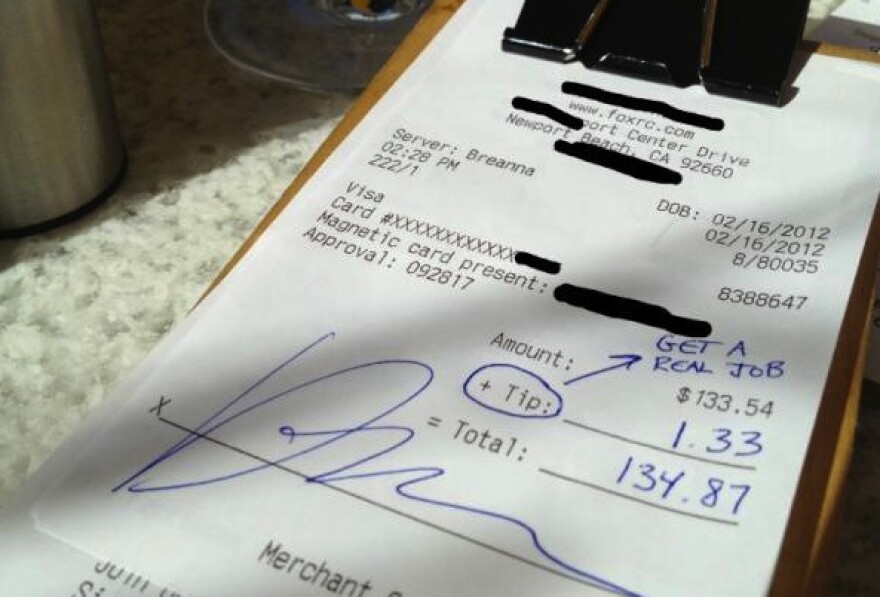 www.foxrc.com
port Center Drive
Newport Beach, CA 92660
Server: Breanna
DOB: 02/16/2012
02:28 PM
02/16/2012
222/1
8/80035
Visa
8388647
Card #XXXXXXXXXXXX
Magnetic card present:
Approval: 092817
GET A
REAL JOB
Amount:
$133.54
+ Tip:
1.33
= Total:
134.87
X
Merchant